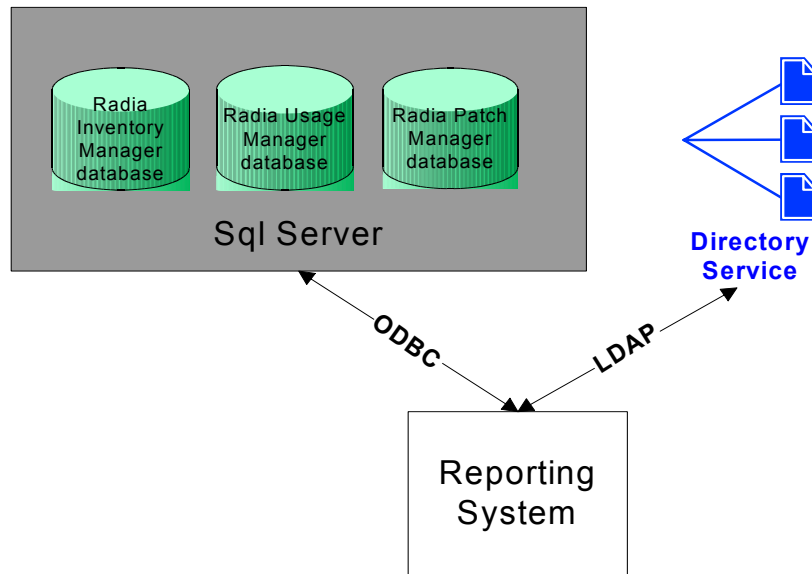 Radia
Inventory
Manager
database
Radia Usage
Manager
database
Radia Patch
Manager
database
Sql Server
Directory
Service
ODBC
LDAP
Reporting
System